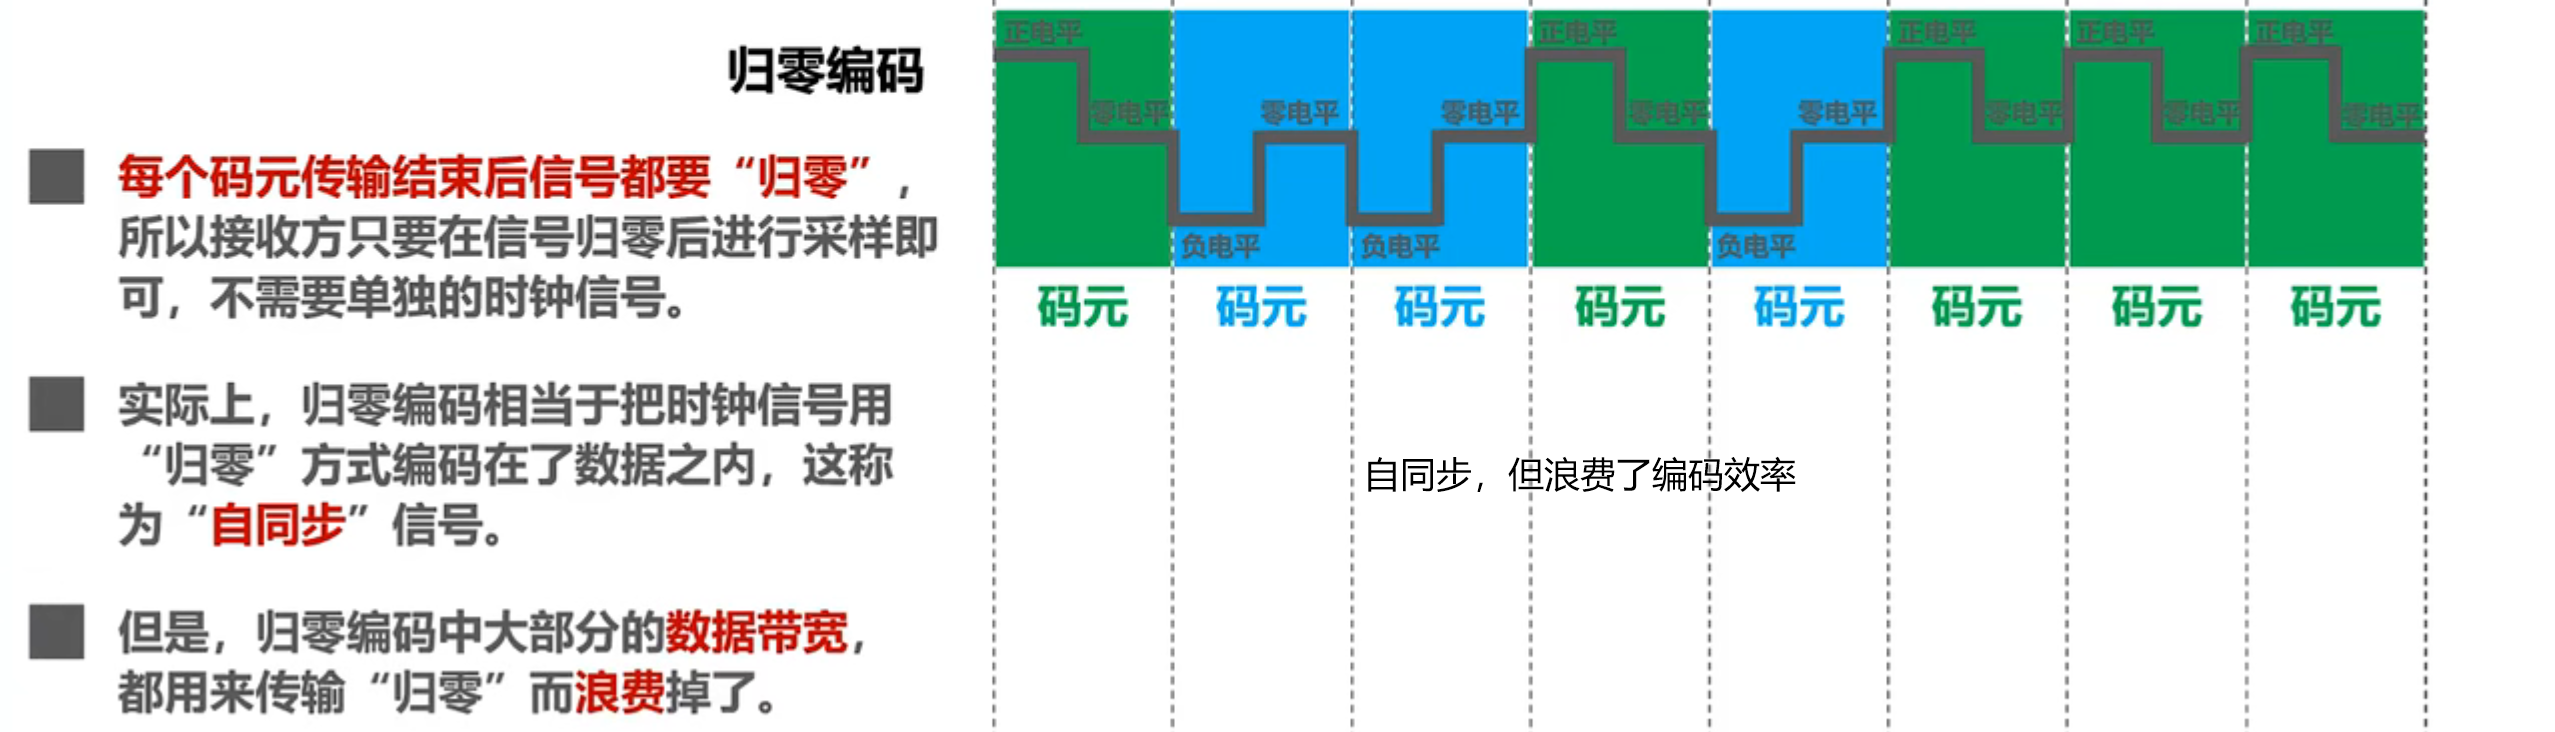 归零编码
每个码元传输结束后信号都要“归零”，
所以接收方只要在信号归零后进行采样即
可，不需要单独的时钟信号。
实际上，归零编码相当于把时钟信号用
“归零”方式编码在了数据之内，这称
为“自同步”信号。
但是，归零编码中大部分的数据带宽，
都用来传输“归零”而浪费掉了。
正电平 正电平 正电平 正电平 正电平
零电平 零电平 零电平 零电平 零电平 零电平 零电平 零电平
负电平 负电平 负电平
码元 码元 码元 码元 码元 码元 码元 码元
自同步，但浪费了编码效率